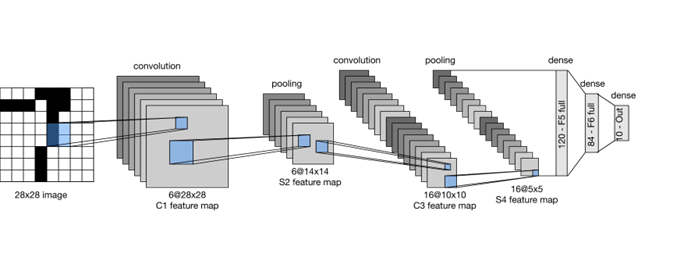 convolution
pooling
convolution
pooling
dense
dense
dense
120 - F5 full
84 - F6 full
10 - Out
28x28 image
6@28x28
C1 feature map
6@14x14
S2 feature map
16@10x10
C3 feature map
16@5x5
S4 feature map